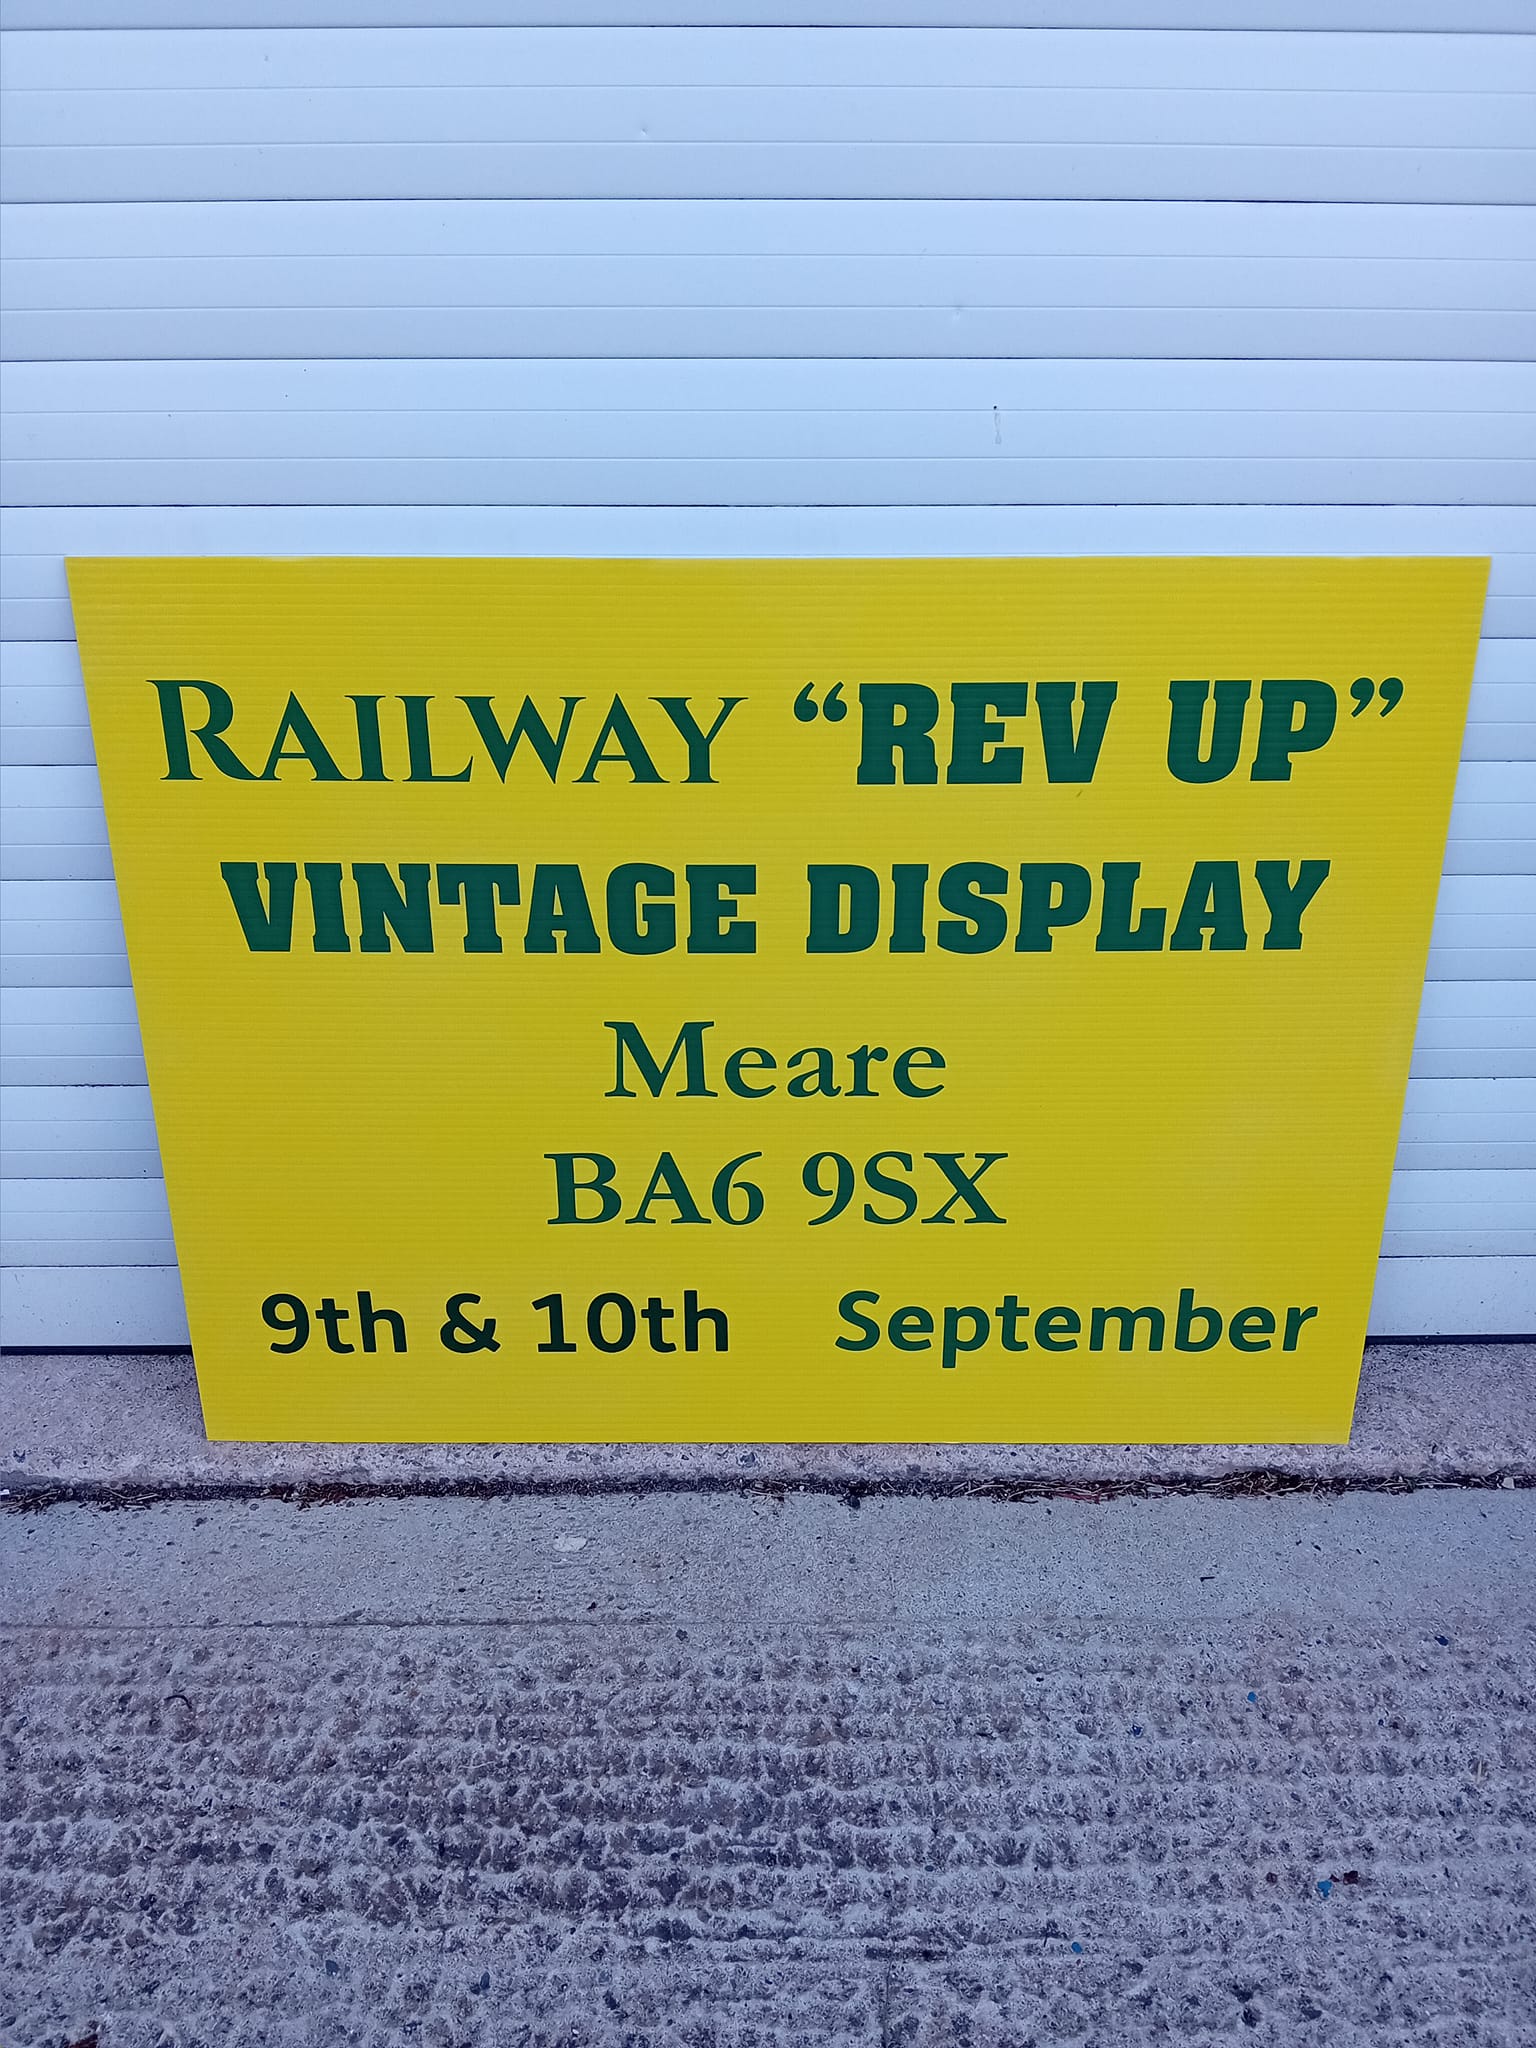 RAILWAY “REV UP”
VINTAGE DISPLAY
Meare
BA6 9SX
9th & 10th September